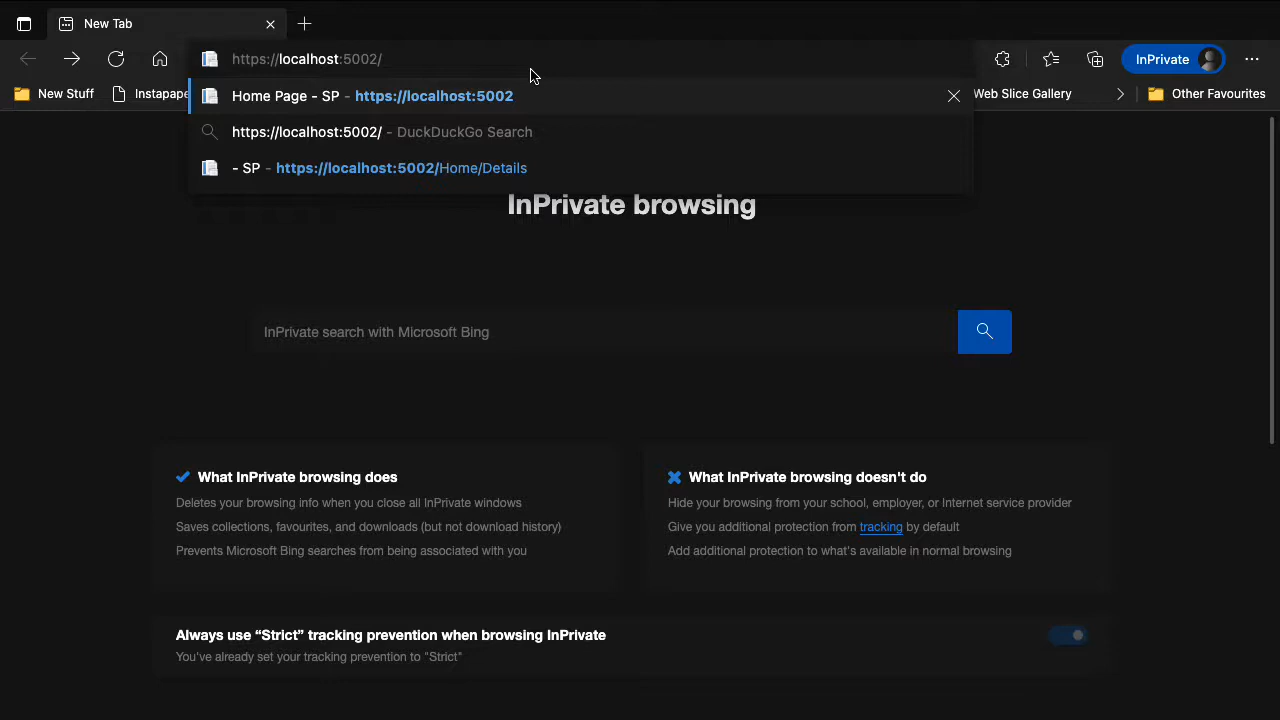 New Tab
https://localhost:5002/
InPrivate
New Stuff
Instapape
Web Slice Gallery
Other Favourites
Home Page - SP - https://localhost:5002
https://localhost:5002/ - DuckDuckGo Search
- SP - https://localhost:5002/Home/Details
InPrivate browsing
InPrivate search with Microsoft Bing
What InPrivate browsing does
Deletes your browsing info when you close all InPrivate windows
Saves collections, favourites, and downloads (but not download history)
Prevents Microsoft Bing searches from being associated with you
What InPrivate browsing doesn't do
Hide your browsing from your school, employer, or Internet service provider
Give you additional protection from tracking by default
Add additional protection to what's available in normal browsing
Always use “Strict” tracking prevention when browsing InPrivate
You've already set your tracking prevention to "Strict"